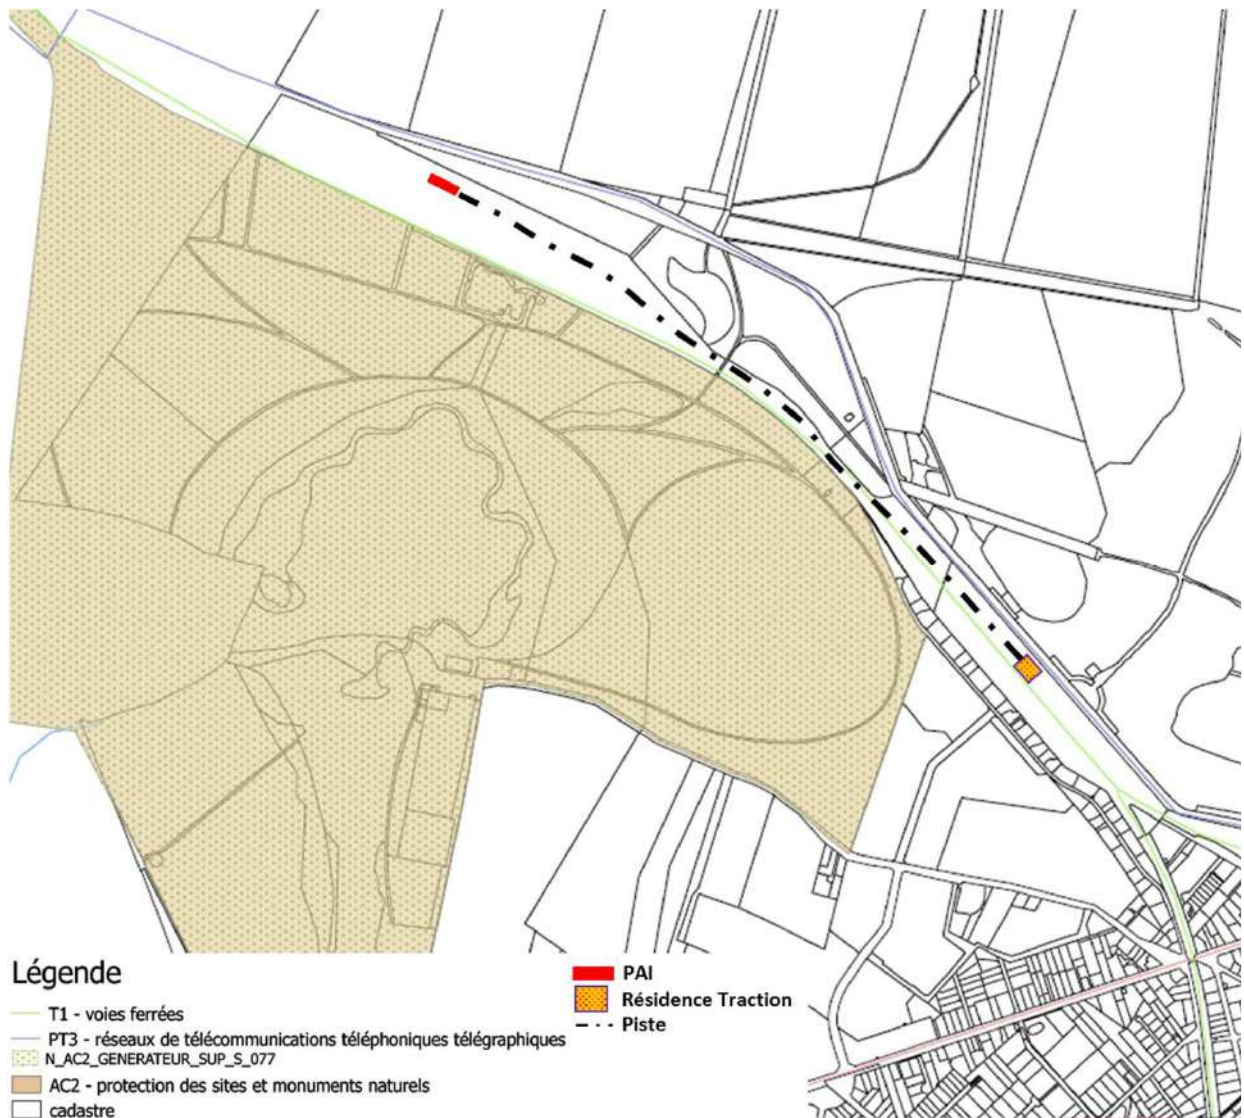 Légende
T1 - voies ferrées
PT3 - réseaux de télécommunications téléphoniques télégraphiques
N_AC2_GENERATEUR_SUP_S_077
AC2 - protection des sites et monuments naturels
cadastre
PAI
Résidence Traction
Piste